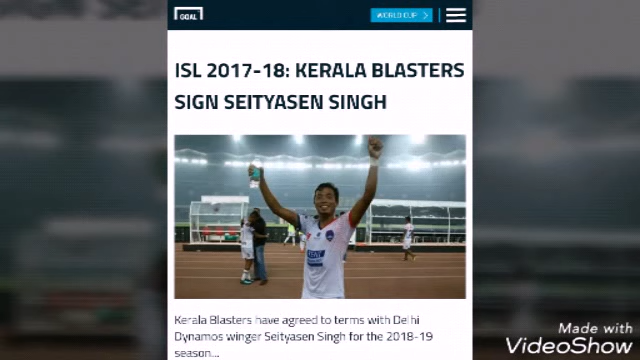 GOAL
WORLD CUP
ISL 2017-18: KERALA BLASTERS
SIGN SEITYASEN SINGH
Kerala Blasters have agreed to terms with Delhi
Dynamos winger Seityasen Singh for the 2018-19
season...
Made with
VideoShow